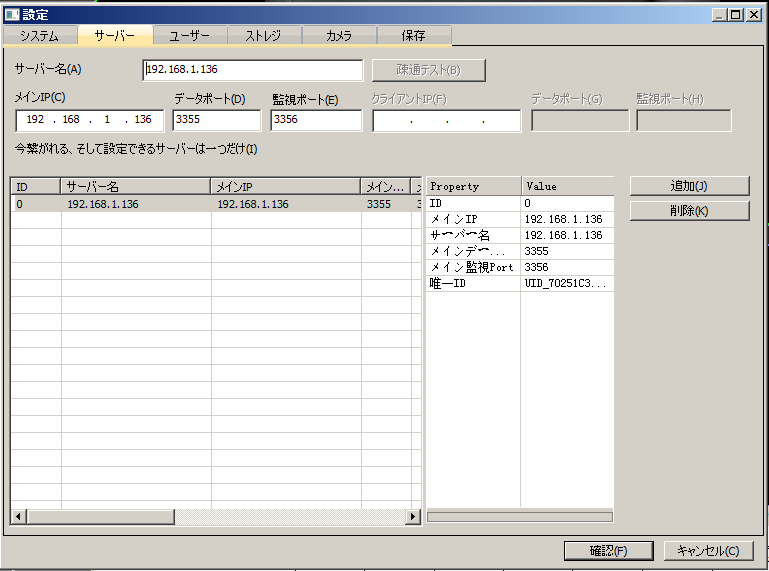 設定
システム サーバー ユーザー ストレジ カメラ 保存
サーバー名(A) 192.168.1.136 疎通テスト(B)
メインIP(C) データポート(D) 監視ポート(E) クライアントIP(F) データポート(G) 監視ポート(H)
192 . 168 . 1 . 136 3355 3356 . . .
今繋がれる、そして設定できるサーバーは一つだけ(I)
ID サーバー名 メインIP メイン... Property Value 追加(J)
0 192.168.1.136 192.168.1.136 3355 ID 0
削除(K)
メインIP 192.168.1.136
サーバー名 192.168.1.136
メインデー... 3355
メイン監視Port 3356
唯一ID UID_70251C3...
確認(F) キャンセル(C)